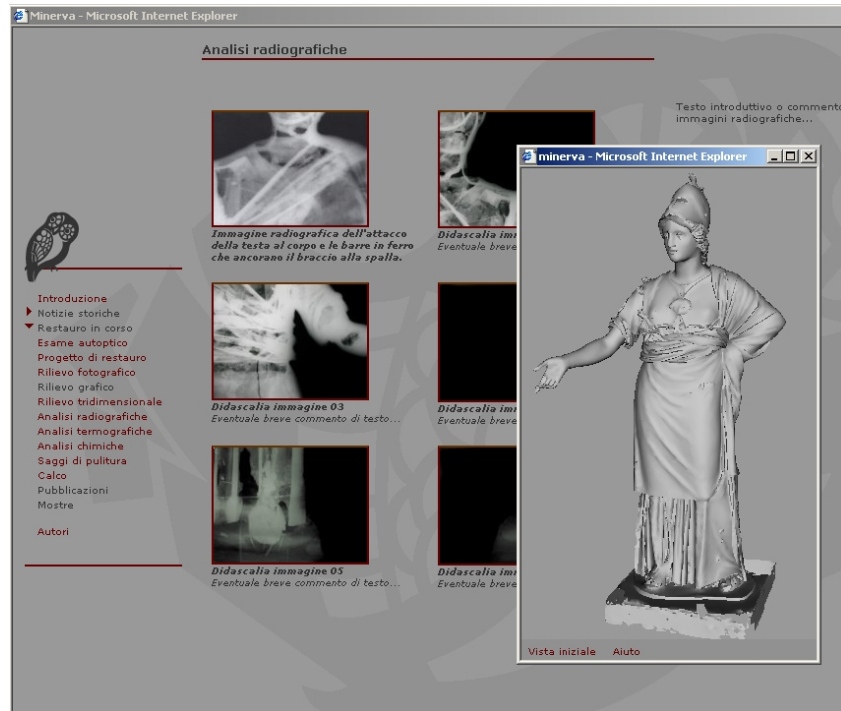 Minerva - Microsoft Internet Explorer
Analisi radiografiche
Testo introduttivo o commento
immagini radiografiche...
Immagine radiografica dell'attacco
della testa al corpo e le barre in ferro
che ancorano il braccio alla spalla.
Didascalia imm
Eventuale breve
Introduzione
Notizie storiche
Restauro in corso
Esame autoptico
Progetto di restauro
Rilievo fotografico
Rilievo grafico
Rilievo tridimensionale
Analisi radiografiche
Analisi termografiche
Analisi chimiche
Saggi di pulitura
Calco
Pubblicazioni
Mostre
Autori
Didascalia immagine 03
Eventuale breve commento di testo...
Didascalia imm
Eventuale breve
Didascalia immagine 05
Eventuale breve commento di testo...
Didascalia imm
Eventuale breve
minerva - Microsoft Internet Explorer
Vista iniziale Aiuto